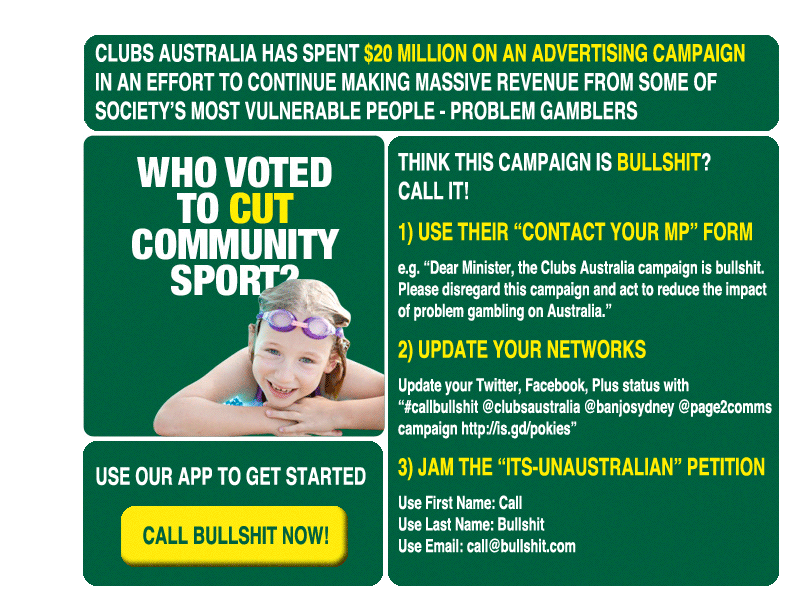 CLUBS AUSTRALIA HAS SPENT $20 MILLION ON AN ADVERTISING CAMPAIGN
IN AN EFFORT TO CONTINUE MAKING MASSIVE REVENUE FROM SOME OF
SOCIETY'S MOST VULNERABLE PEOPLE - PROBLEM GAMBLERS
WHO VOTED
TO CUT
COMMUNITY
SPORT?
USE OUR APP TO GET STARTED
CALL BULLSHIT NOW!
THINK THIS CAMPAIGN IS BULLSHIT?
CALL IT!
1) USE THEIR “CONTACT YOUR MP” FORM
e.g. “Dear Minister, the Clubs Australia campaign is bullshit.
Please disregard this campaign and act to reduce the impact
of problem gambling on Australia.”
2) UPDATE YOUR NETWORKS
Update your Twitter, Facebook, Plus status with
“#callbullshit @clubsaustralia @banjosydney @page2comms
campaign http://is.gd/pokies”
3) JAM THE “ITS-UNAUSTRALIAN” PETITION
Use First Name: Call
Use Last Name: Bullshit
Use Email: call@bullshit.com